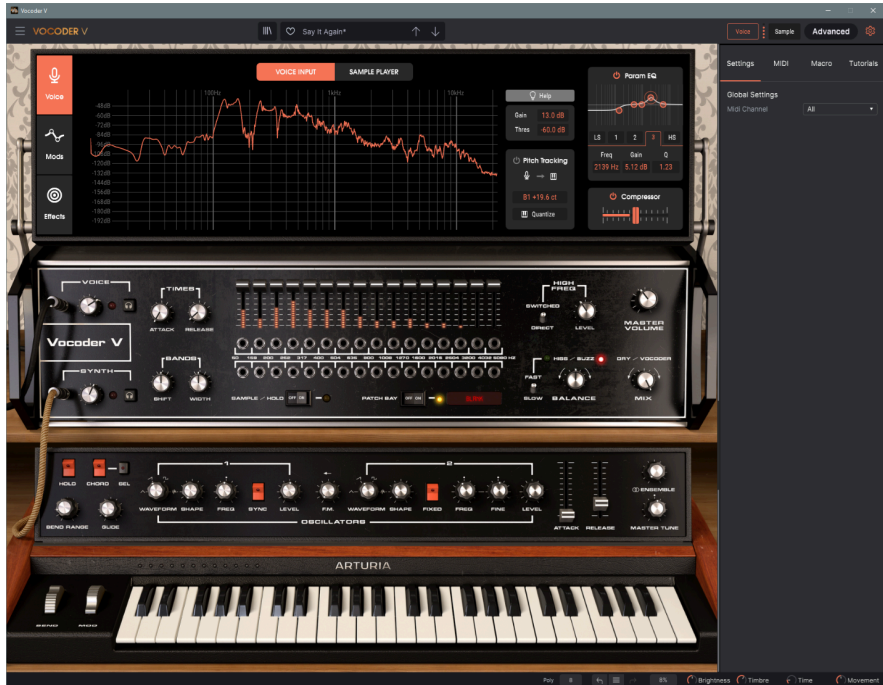 Vocoder V
VOCODER V
Say It Again*
Voice
Sample
Advanced
Voice
Mods
Effects
VOICE INPUT
SAMPLE PLAYER
100Hz
1kHz
10kHz
-48dB
-60dB
-72dB
-84dB
-96dB
-108dB
-120dB
-132dB
-144dB
-156dB
-168dB
-180dB
-192dB
Help
Gain 13.0 dB
Thres -60.0 dB
Pitch Tracking
B1 +19.6 ct
Quantize
Param EQ
LS 1 2 3 HS
Freq Gain Q
2139 Hz 5.12 dB 1.23
Compressor
Settings MIDI Macro Tutorials
Global Settings
Midi Channel All
VOICE
Vocoder V
SYNTH
TIMES
ATTACK RELEASE
BANDS
SHIFT WIDTH
50 159 200 252 317 400 504 635 800 1008 1270 1600 2016 2504 3200 4032 5080 HZ
SAMPLE / HOLD OFF ON
PATCH BAY OFF ON
HIGH
FREQ
SWITCHED
DIRECT
LEVEL
MASTER
VOLUME
HISS / BUZZ
FAST
SLOW
BALANCE
DRY / VOCODER
MIX
HOLD CHORD SEL
BEND RANGE GLIDE
1
WAVEFORM SHAPE FREQ SYNC LEVEL
F.M.
2
WAVEFORM SHAPE FIXED FREQ FINE LEVEL
OSCILLATORS
ATTACK RELEASE
ENSEMBLE
MASTER TUNE
ARTURIA
BEND MOD
Poly 8
8%
Brightness Timbre Time Movement